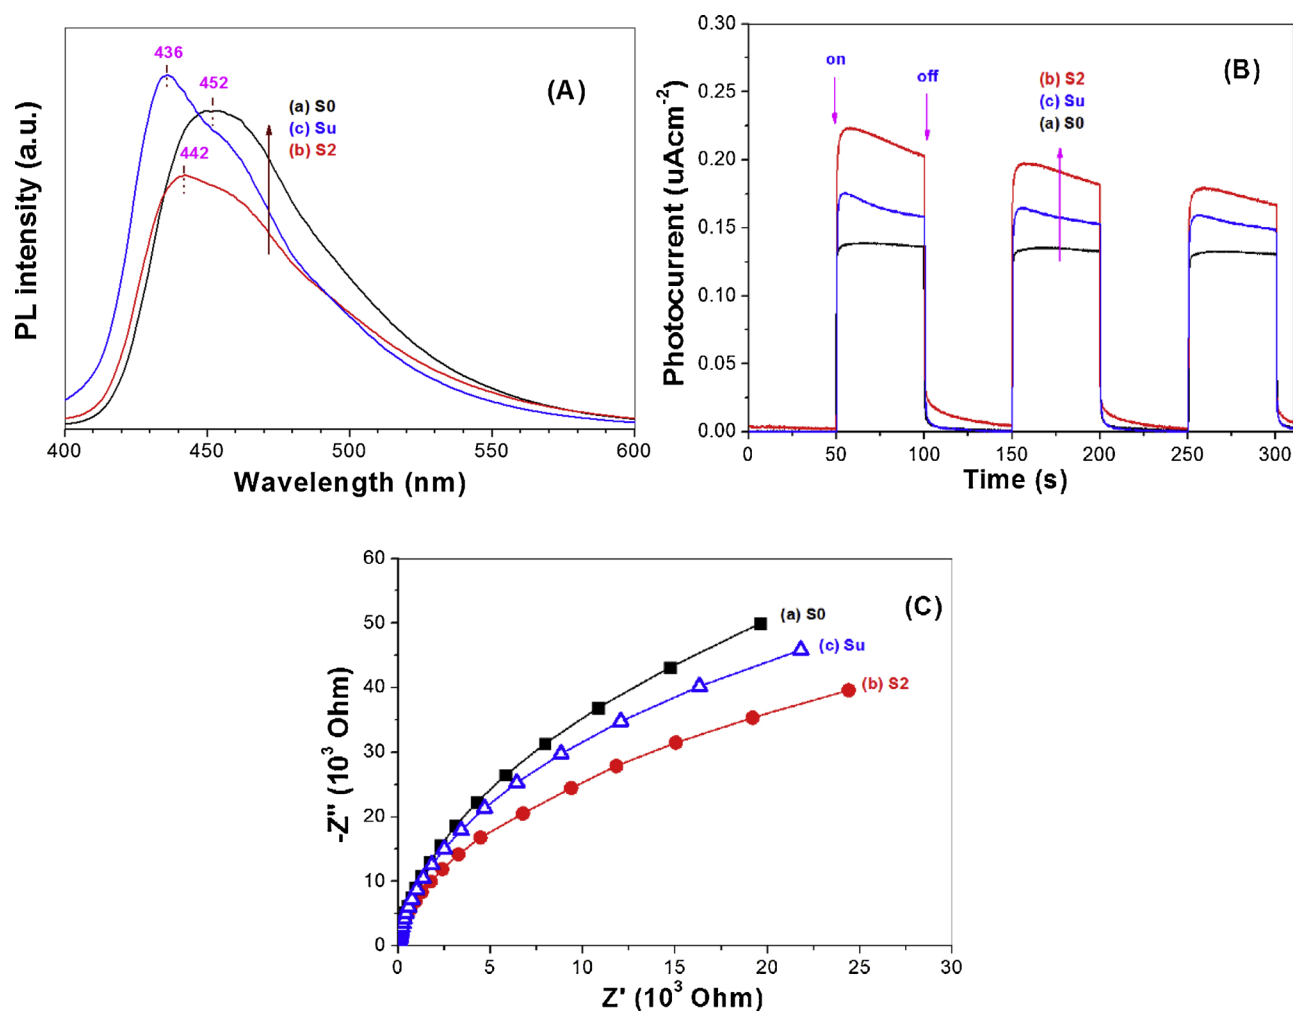 436
452
442
(A)
(a) S0
(c) Su
(b) S2
PL intensity (a.u.)
400 450 500 550 600
Wavelength (nm)
0.30
0.25
0.20
0.15
0.10
0.05
0.00
on
off
(b) S2
(c) Su
(a) S0
(B)
Photocurrent (uAcm⁻²)
0 50 100 150 200 250 300
Time (s)
60
50
40
30
20
10
0
(C)
(a) S0
(c) Su
(b) S2
-Z'' (10³ Ohm)
0 5 10 15 20 25 30
Z' (10³ Ohm)